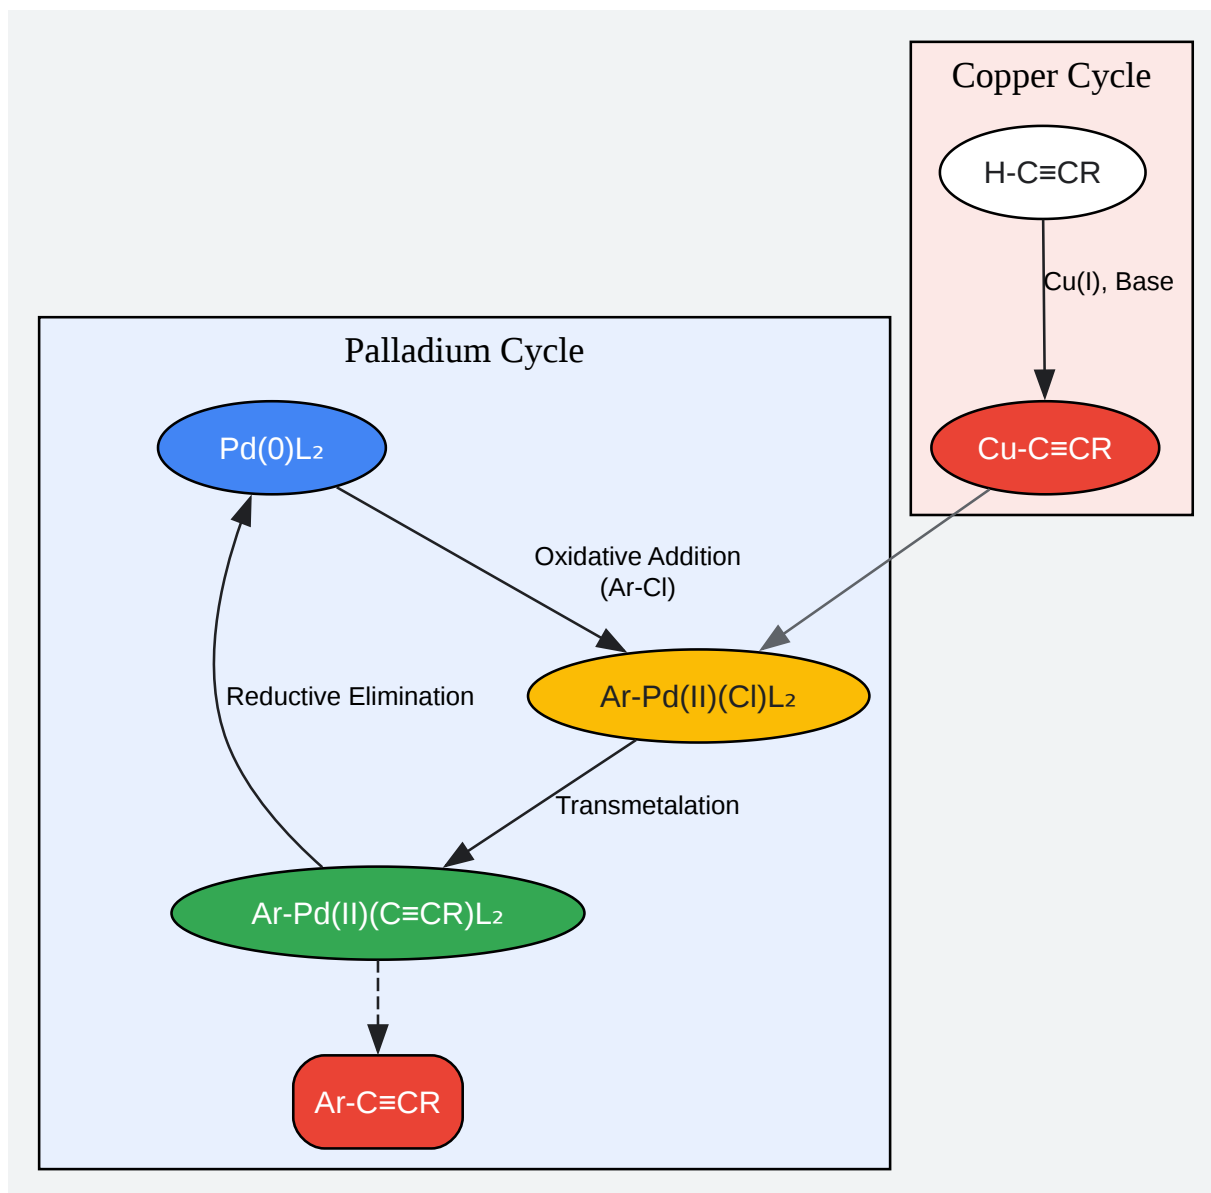 Copper Cycle
H-C≡CR
Cu(I), Base
Cu-C≡CR
Palladium Cycle
Pd(0)L₂
Oxidative Addition
(Ar-Cl)
Ar-Pd(II)(Cl)L₂
Reductive Elimination
Transmetalation
Ar-Pd(II)(C≡CR)L₂
Ar-C≡CR